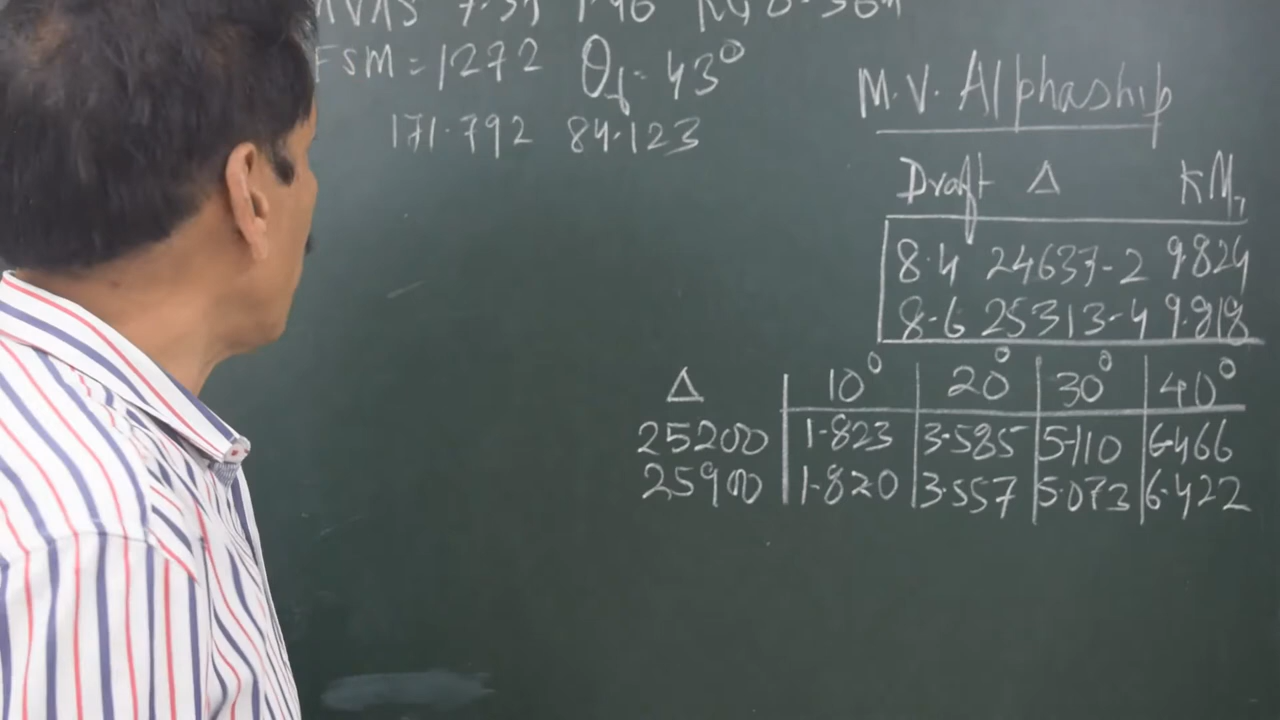 FSM = 1272 θf = 43°
171.792 84.123
M.V. Alphaship
Draft Δ KMT
8.4 24637-2 9.824
8-6 25313-4 9.818
Δ 10° 20° 30° 40°
25200 1-823 3-585 5-110 6-466
25900 1-820 3.557 5.073 6.422